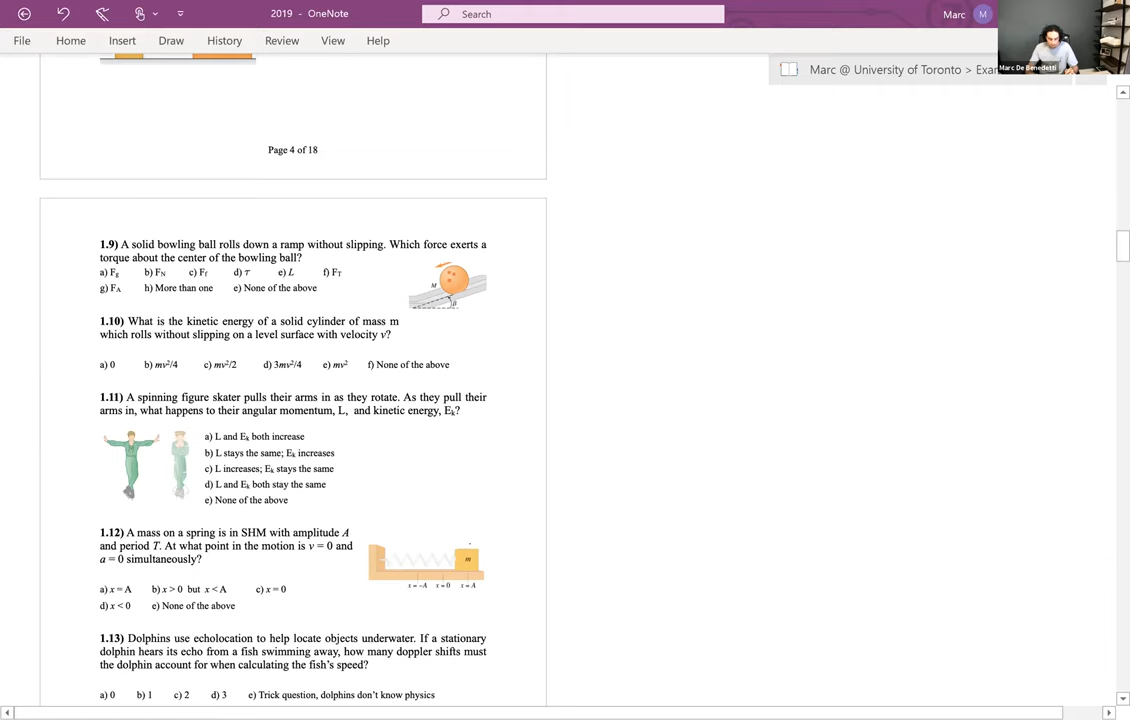 2019 - OneNote
Search
Marc
M
Marc De Benedetti
File Home Insert Draw History Review View Help
Marc @ University of Toronto > Exa
Page 4 of 18
1.9) A solid bowling ball rolls down a ramp without slipping. Which force exerts a
torque about the center of the bowling ball?
a) Fg b) FN c) Ff d) τ e) L f) FT
g) FA h) More than one e) None of the above
M
β
1.10) What is the kinetic energy of a solid cylinder of mass m
which rolls without slipping on a level surface with velocity v?
a) 0 b) mv²/4 c) mv²/2 d) 3mv²/4 e) mv² f) None of the above
1.11) A spinning figure skater pulls their arms in as they rotate. As they pull their
arms in, what happens to their angular momentum, L, and kinetic energy, Ek?
a) L and Ek both increase
b) L stays the same; Ek increases
c) L increases; Ek stays the same
d) L and Ek both stay the same
e) None of the above
1.12) A mass on a spring is in SHM with amplitude A
and period T. At what point in the motion is v = 0 and
a = 0 simultaneously?
m
x = -A x = 0 x = A
a) x = A b) x > 0 but x < A c) x = 0
d) x < 0 e) None of the above
1.13) Dolphins use echolocation to help locate objects underwater. If a stationary
dolphin hears its echo from a fish swimming away, how many doppler shifts must
the dolphin account for when calculating the fish's speed?
a) 0 b) 1 c) 2 d) 3 e) Trick question, dolphins don't know physics